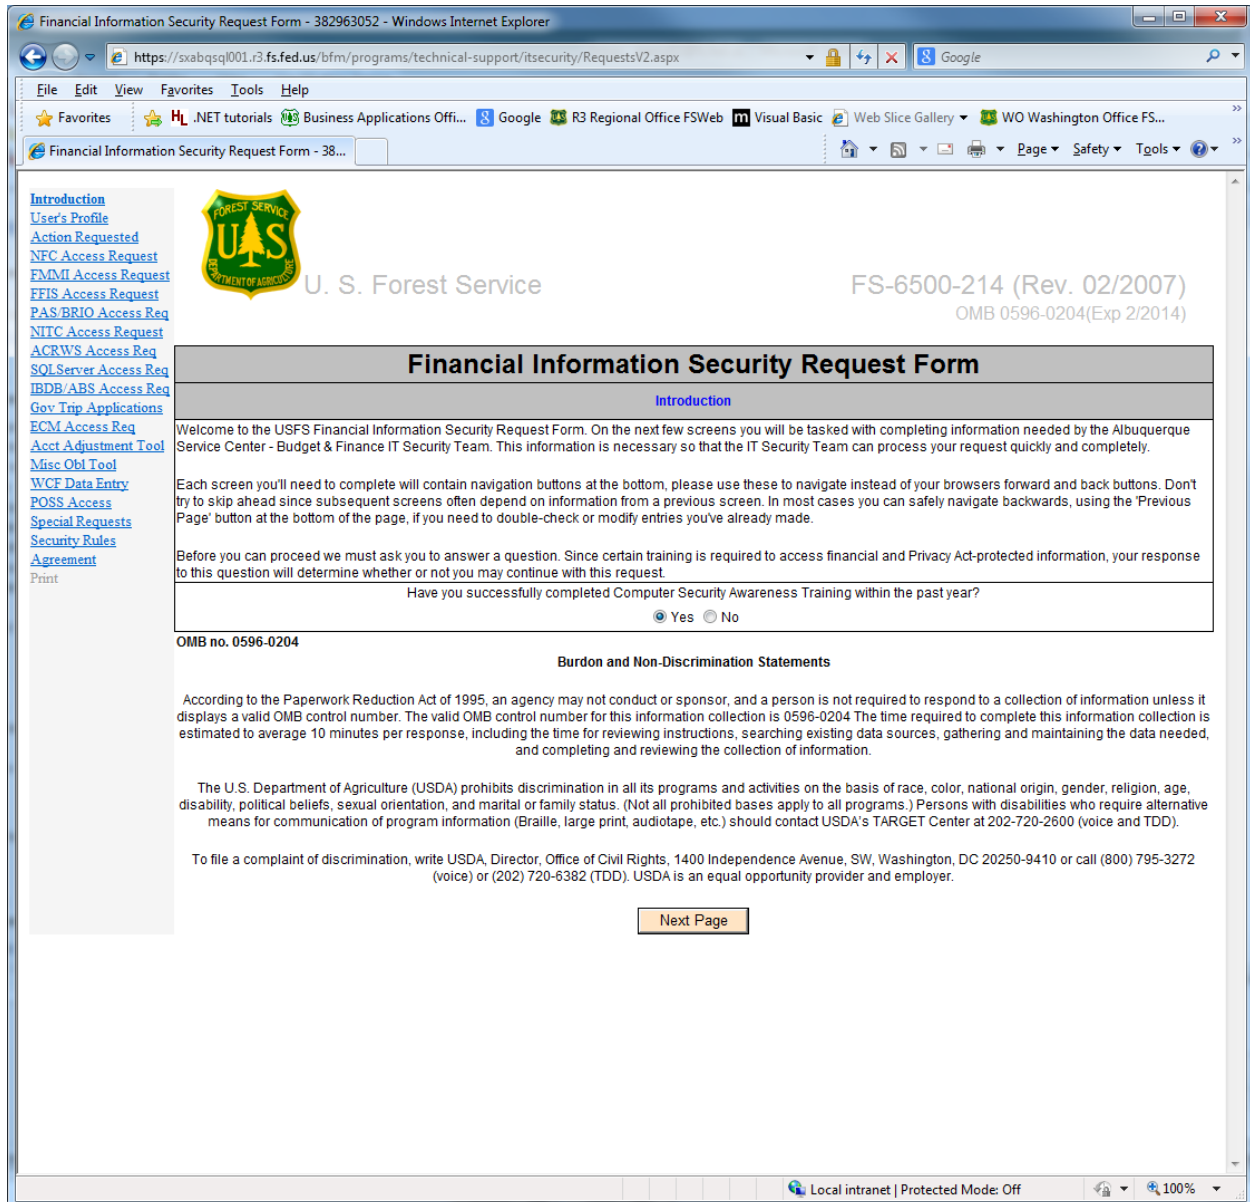 Financial Information Security Request Form - 382963052 - Windows Internet Explorer
https://sxabqsql001.r3.fs.fed.us/bfm/programs/technical-support/itsecurity/RequestsV2.aspx
Google
File Edit View Favorites Tools Help
Favorites HL .NET tutorials Business Applications Offi... Google R3 Regional Office FSWeb m Visual Basic Web Slice Gallery WO Washington Office FS...
Financial Information Security Request Form - 38...
Page Safety Tools
Introduction
User's Profile
Action Requested
NFC Access Request
FMMI Access Request
FFIS Access Request
PAS/BRIO Access Req
NITC Access Request
ACRWS Access Req
SQLServer Access Req
IBDB/ABS Access Req
Gov Trip Applications
ECM Access Req
Acct Adjustment Tool
Misc Obl Tool
WCF Data Entry
POSS Access
Special Requests
Security Rules
Agreement
Print
FOREST SERVICE
UAS
DEPARTMENT OF AGRICULTURE
U. S. Forest Service
FS-6500-214 (Rev. 02/2007)
OMB 0596-0204(Exp 2/2014)
Financial Information Security Request Form
Introduction
Welcome to the USFS Financial Information Security Request Form. On the next few screens you will be tasked with completing information needed by the Albuquerque
Service Center - Budget & Finance IT Security Team. This information is necessary so that the IT Security Team can process your request quickly and completely.
Each screen you'll need to complete will contain navigation buttons at the bottom, please use these to navigate instead of your browsers forward and back buttons. Don't
try to skip ahead since subsequent screens often depend on information from a previous screen. In most cases you can safely navigate backwards, using the 'Previous
Page' button at the bottom of the page, if you need to double-check or modify entries you've already made.
Before you can proceed we must ask you to answer a question. Since certain training is required to access financial and Privacy Act-protected information, your response
to this question will determine whether or not you may continue with this request.
Have you successfully completed Computer Security Awareness Training within the past year?
Yes No
OMB no. 0596-0204
Burdon and Non-Discrimination Statements
According to the Paperwork Reduction Act of 1995, an agency may not conduct or sponsor, and a person is not required to respond to a collection of information unless it
displays a valid OMB control number. The valid OMB control number for this information collection is 0596-0204 The time required to complete this information collection is
estimated to average 10 minutes per response, including the time for reviewing instructions, searching existing data sources, gathering and maintaining the data needed,
and completing and reviewing the collection of information.
The U.S. Department of Agriculture (USDA) prohibits discrimination in all its programs and activities on the basis of race, color, national origin, gender, religion, age,
disability, political beliefs, sexual orientation, and marital or family status. (Not all prohibited bases apply to all programs.) Persons with disabilities who require alternative
means for communication of program information (Braille, large print, audiotape, etc.) should contact USDA's TARGET Center at 202-720-2600 (voice and TDD).
To file a complaint of discrimination, write USDA, Director, Office of Civil Rights, 1400 Independence Avenue, SW, Washington, DC 20250-9410 or call (800) 795-3272
(voice) or (202) 720-6382 (TDD). USDA is an equal opportunity provider and employer.
Next Page
Local intranet | Protected Mode: Off
100%